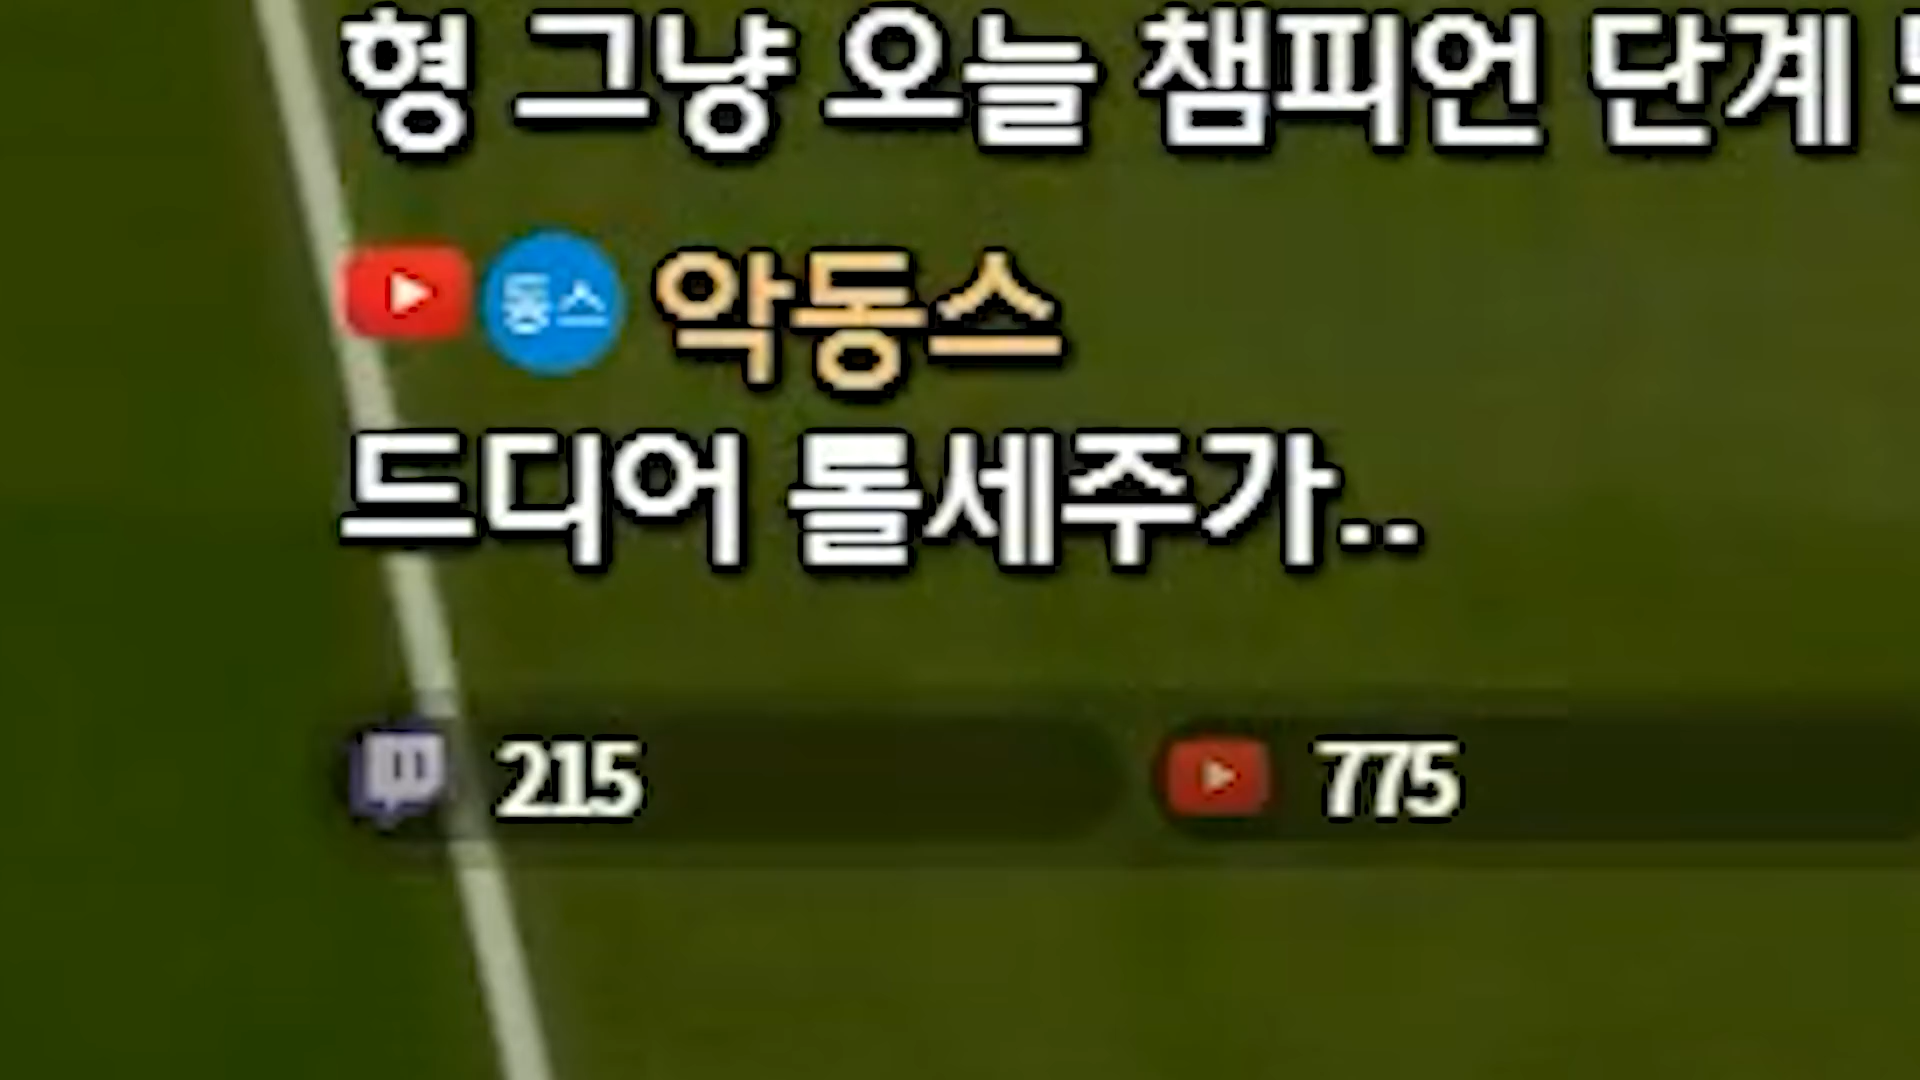 형 그냥 오늘 챔피언 단계
동스 악동스
드디어 롤세주가..
215 775